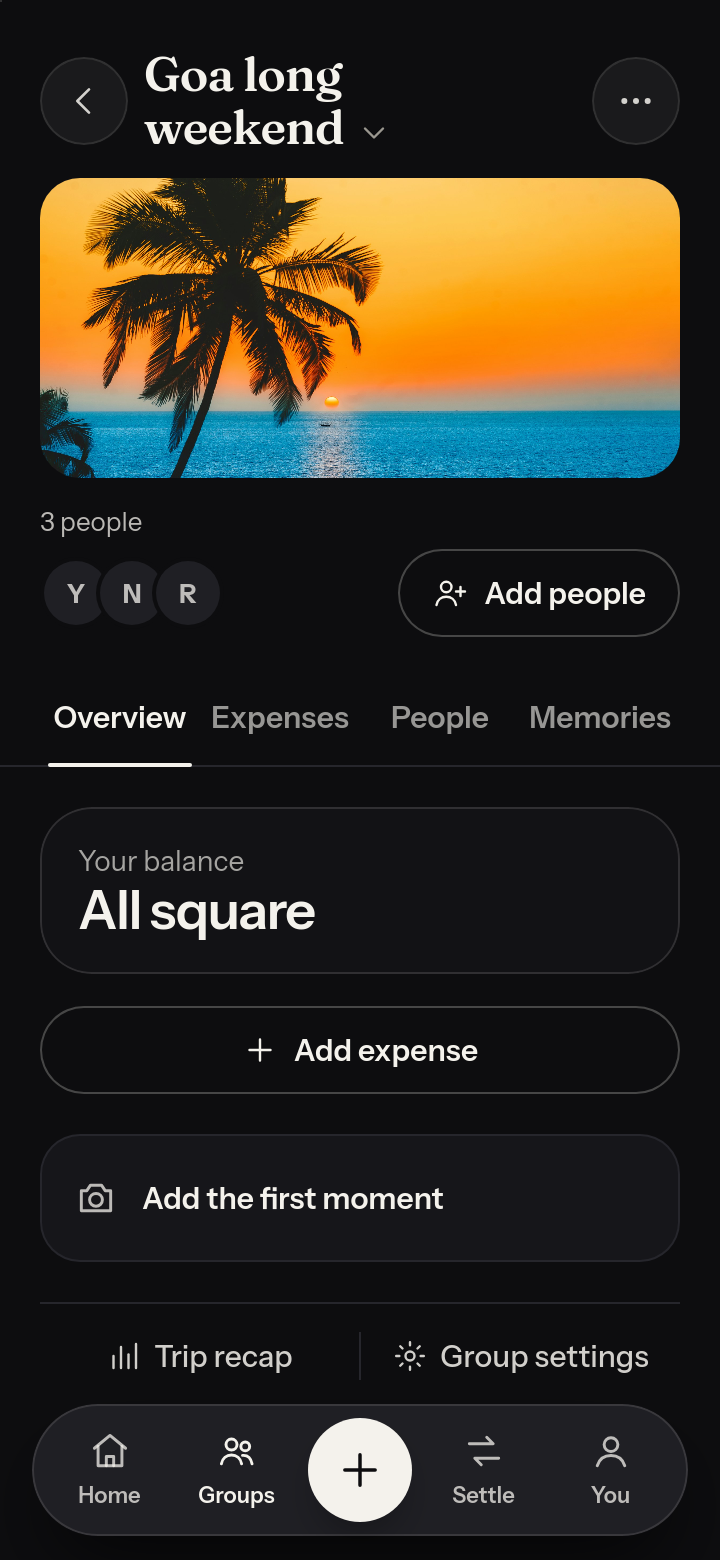 Goa long
weekend
3 people
Y N R
Add people
Overview Expenses People Memories
Your balance
All square
Add expense
Add the first moment
Trip recap Group settings
Home Groups Settle You